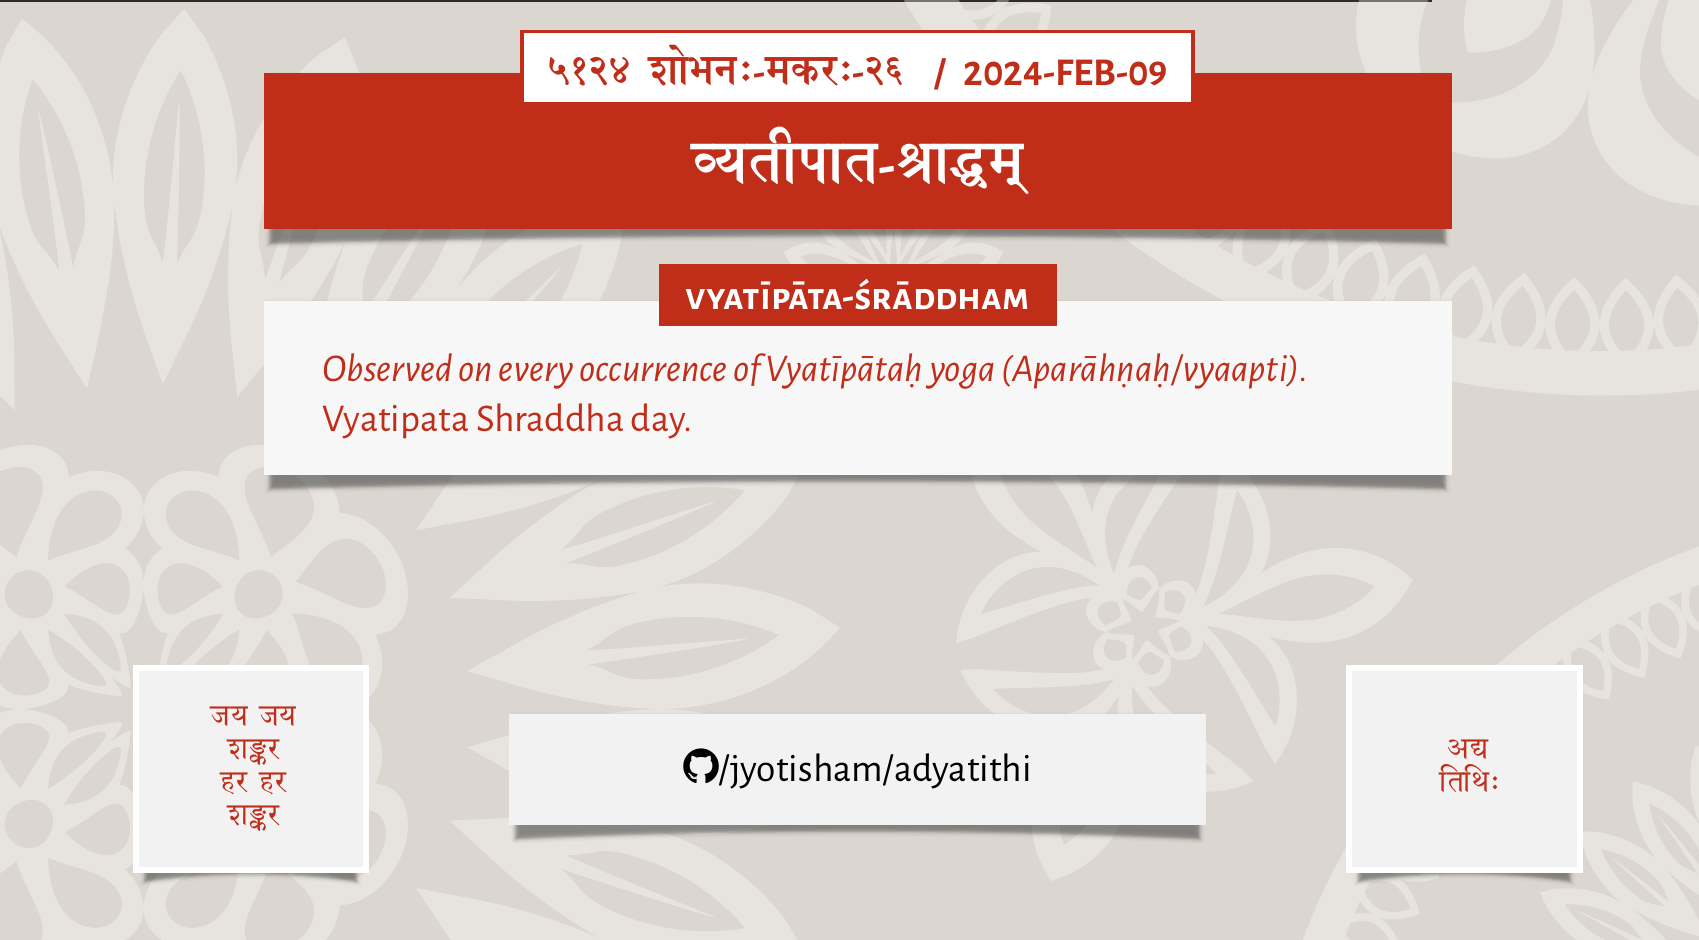 ५१२४ शोभनः-मकरः-२६ / 2024-FEB-09
व्यतीपात-श्राद्धम्
VYATĪPĀTA-ŚRĀDDHAM
Observed on every occurrence of Vyatīpātaḥ yoga (Aparāhṇaḥ/vyaapti).
Vyatipata Shraddha day.
जय जय
शङ्कर
हर हर
शङ्कर
/jyotisham/adyatithi
अद्य
तिथिः